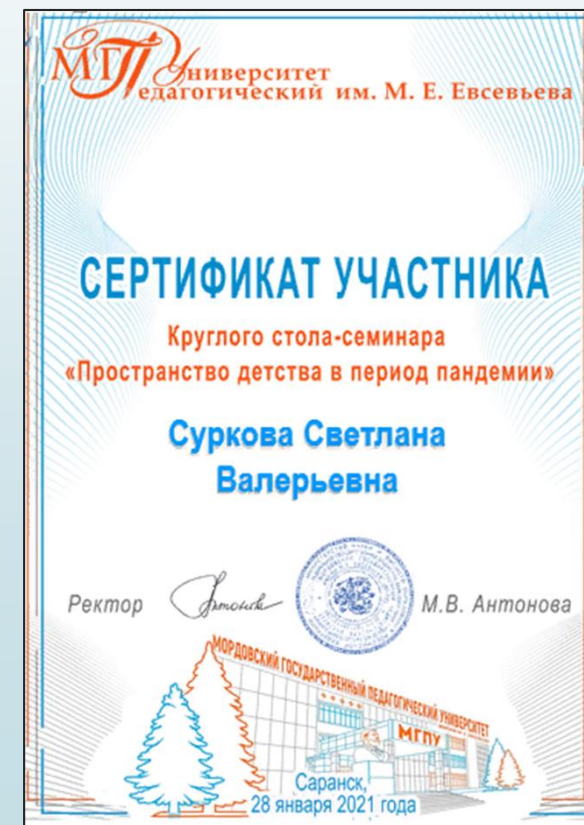 МГП Университет
Педагогический им. М. Е. Евсевьева
СЕРТИФИКАТ УЧАСТНИКА
Круглого стола-семинара
«Пространство детства в период пандемии»
Суркова Светлана
Валерьевна
Ректор
М.В. Антонова
МОРДОВСКИЙ ГОСУДАРСТВЕННЫЙ ПЕДАГОГИЧЕСКИЙ УНИВЕРСИТЕТ
МГПУ
Саранск,
28 января 2021 года